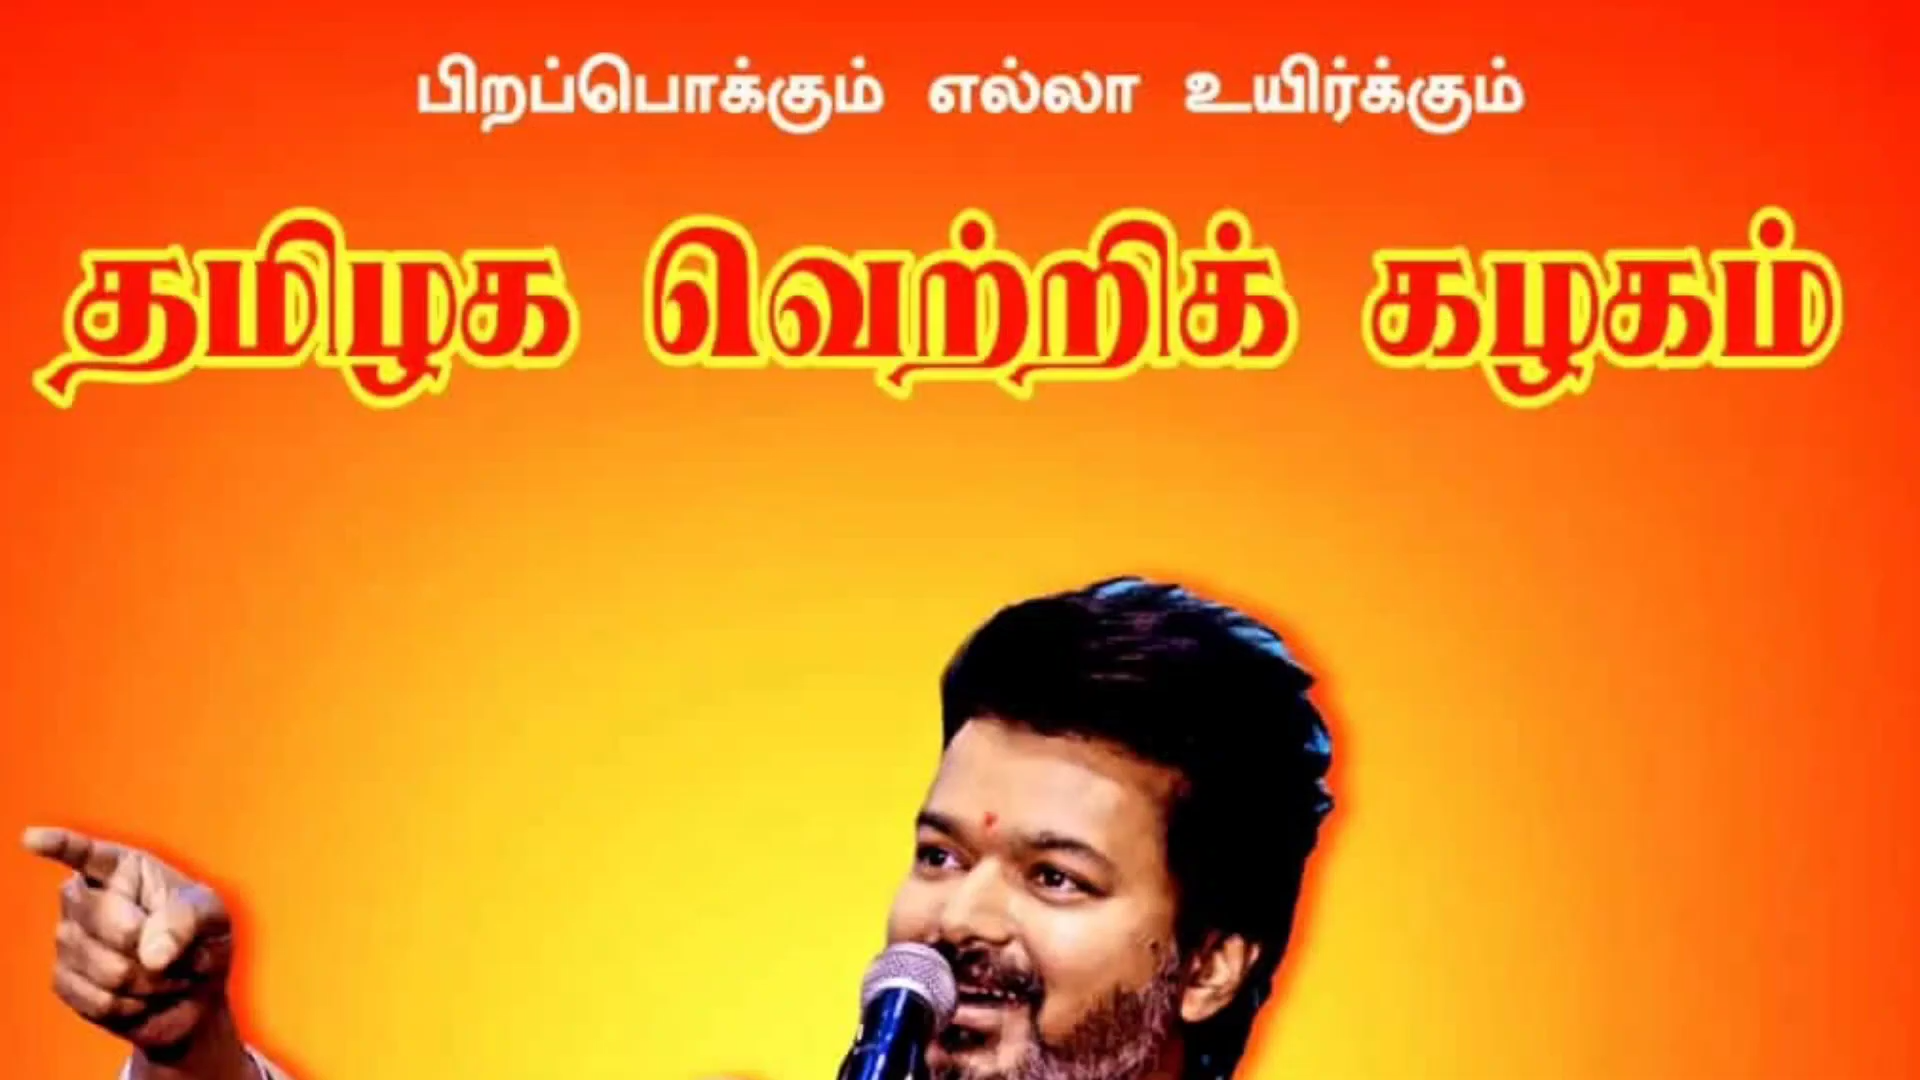 பிறப்பொக்கும் எல்லா உயிர்க்கும்
தமிழக வெற்றிக் கழகம்